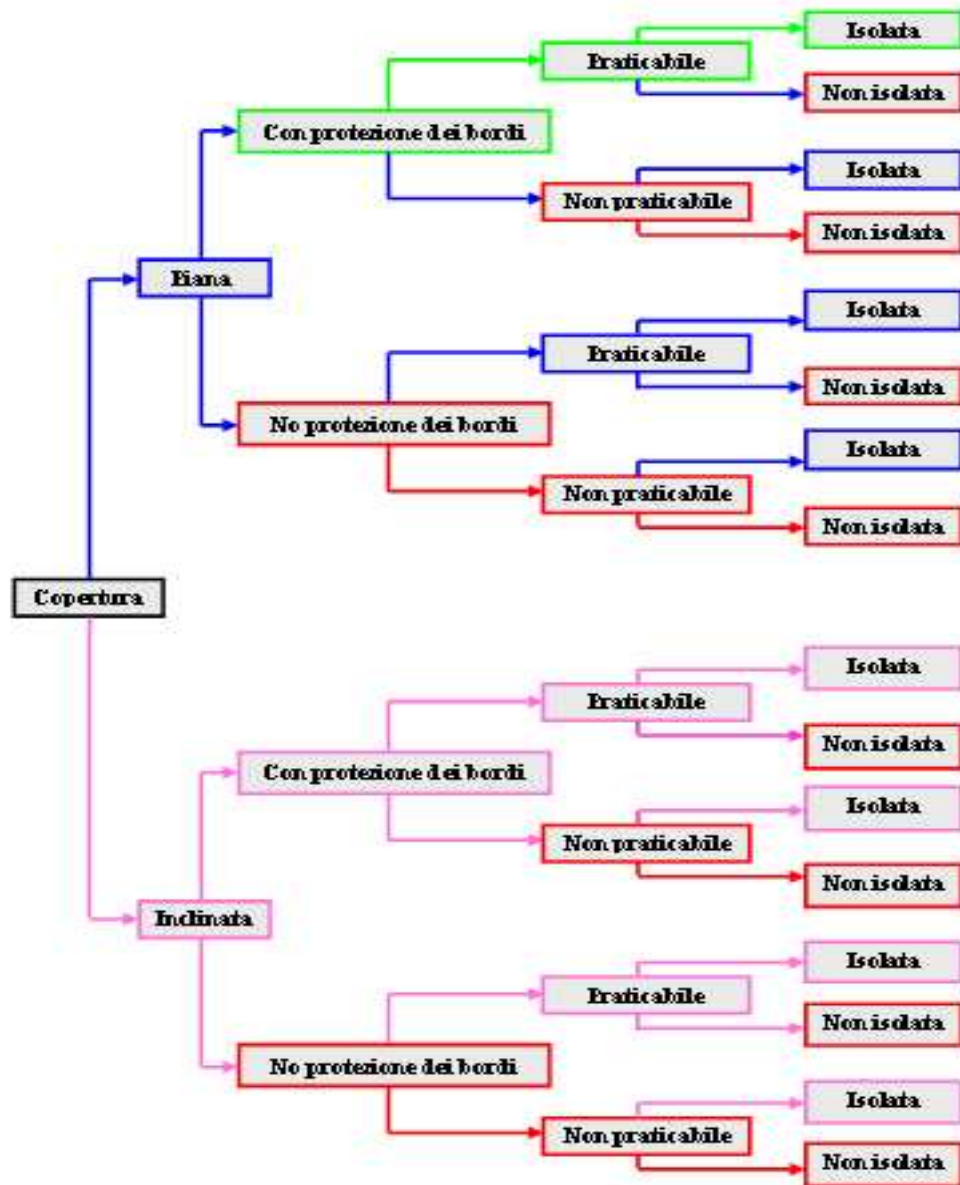 Isolata
Praticabile
Non isolata
Con protezione dei bordi
Isolata
Non praticabile
Non isolata
Piana
Isolata
Praticabile
Non isolata
No protezione dei bordi
Isolata
Non praticabile
Non isolata
Copertura
Isolata
Praticabile
Non isolata
Con protezione dei bordi
Isolata
Non praticabile
Non isolata
Inclinata
Isolata
Praticabile
Non isolata
No protezione dei bordi
Isolata
Non praticabile
Non isolata